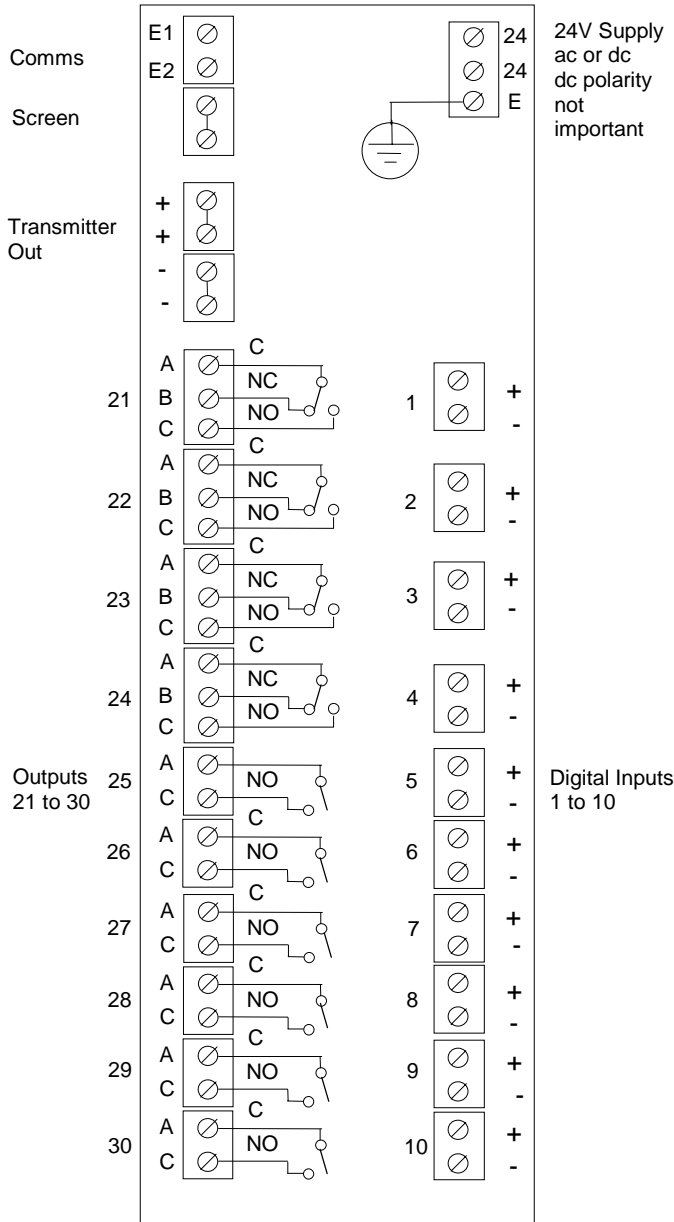 Comms
E1
E2
Screen
24
24
E
24V Supply
ac or dc
dc polarity
not
important
Transmitter
Out
+
+
-
-
Outputs
21 to 30
21
A
B
C
C
NC
NO
22
A
B
C
C
NC
NO
23
A
B
C
C
NC
NO
24
A
B
C
C
NC
NO
25
A
C
NO
26
A
C
C
NO
27
A
C
C
NO
28
A
C
C
NO
29
A
C
C
NO
30
A
C
C
NO
1
+
-
2
+
-
3
+
-
4
+
-
5
+
-
6
+
-
7
+
-
8
+
-
9
+
-
10
+
-
Digital Inputs
1 to 10